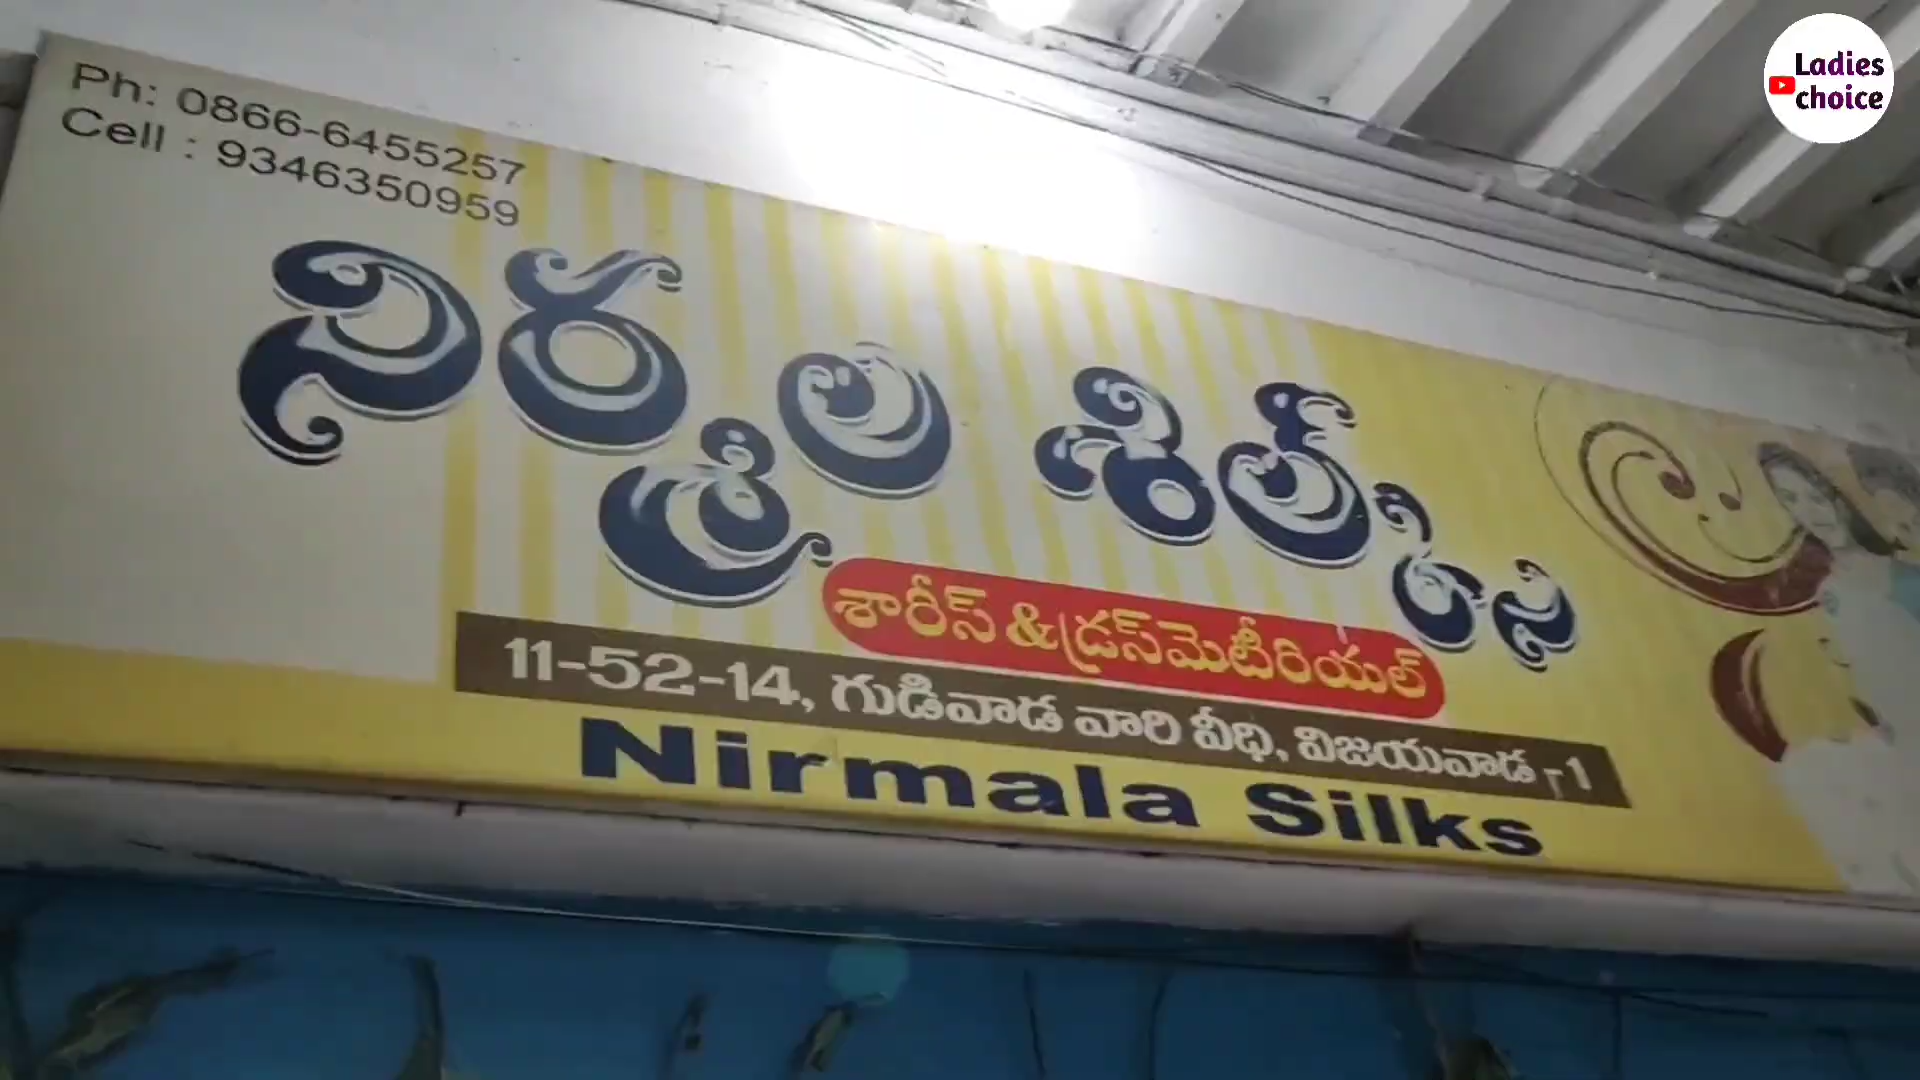 Ph: 0866-6455257
Cell : 9346350959
నిర్మల శిల్క్స్
శారీస్ & డ్రస్‌మెటీరియల్
11-52-14, గుడివాడ వారి వీధి, విజయవాడ -1
Nirmala Silks
Ladies
choice